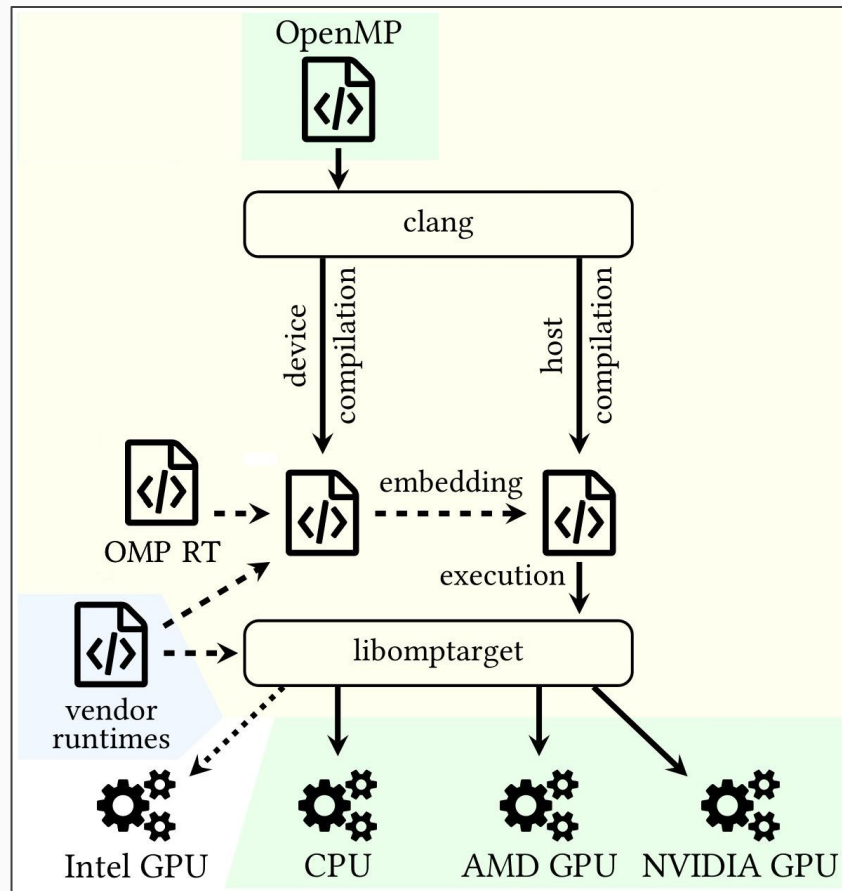 OpenMP
</>
clang
device
compilation
host
compilation
</>
OMP RT
</>
embedding
</>
execution
</>
vendor
runtimes
libomptarget
Intel GPU
CPU
AMD GPU
NVIDIA GPU